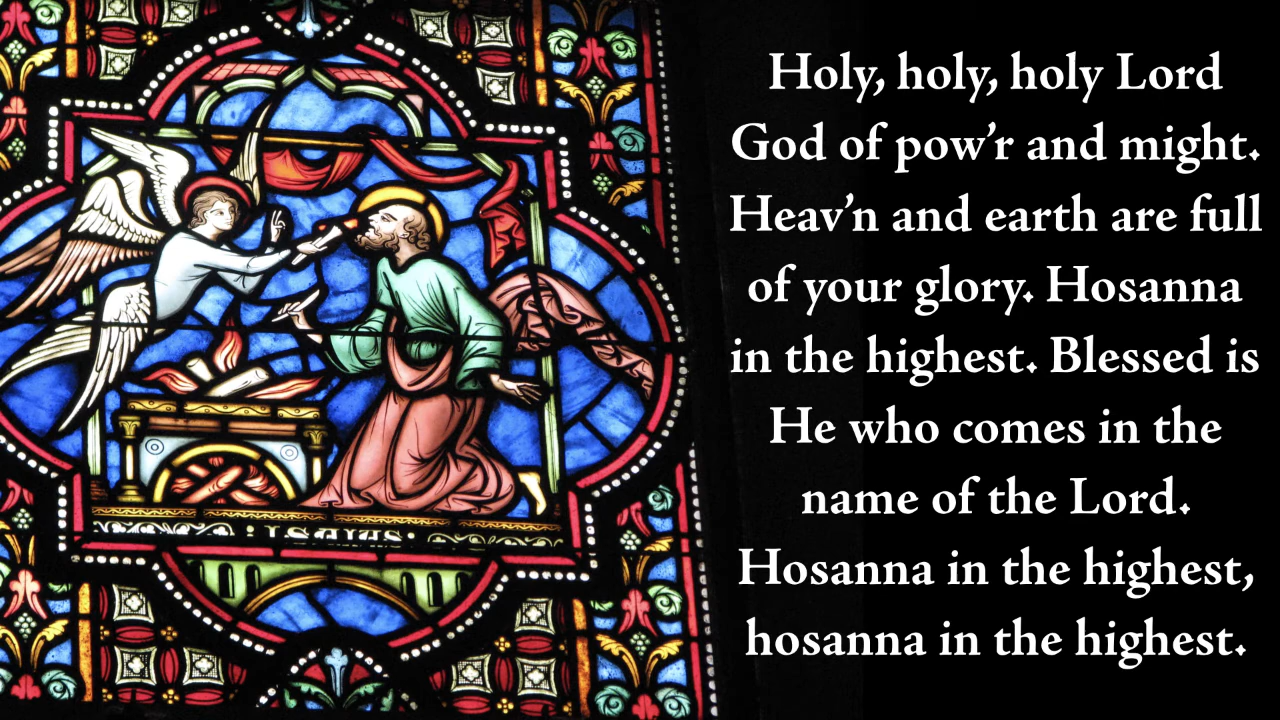 Holy, holy, holy Lord
God of pow’r and might.
Heav’n and earth are full
of your glory. Hosanna
in the highest. Blessed is
He who comes in the
name of the Lord.
Hosanna in the highest,
hosanna in the highest.